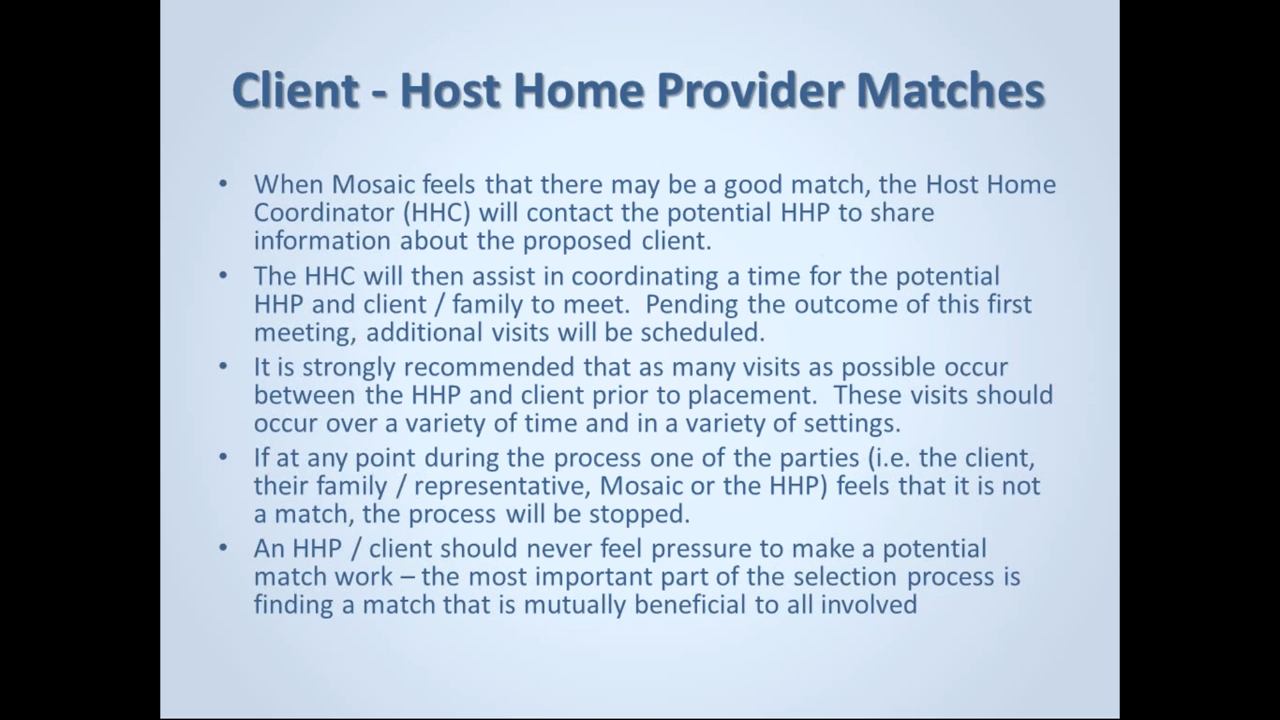 Client - Host Home Provider Matches
• When Mosaic feels that there may be a good match, the Host Home
Coordinator (HHC) will contact the potential HHP to share
information about the proposed client.
• The HHC will then assist in coordinating a time for the potential
HHP and client / family to meet.  Pending the outcome of this first
meeting, additional visits will be scheduled.
• It is strongly recommended that as many visits as possible occur
between the HHP and client prior to placement.  These visits should
occur over a variety of time and in a variety of settings.
• If at any point during the process one of the parties (i.e. the client,
their family / representative, Mosaic or the HHP) feels that it is not
a match, the process will be stopped.
• An HHP / client should never feel pressure to make a potential
match work – the most important part of the selection process is
finding a match that is mutually beneficial to all involved